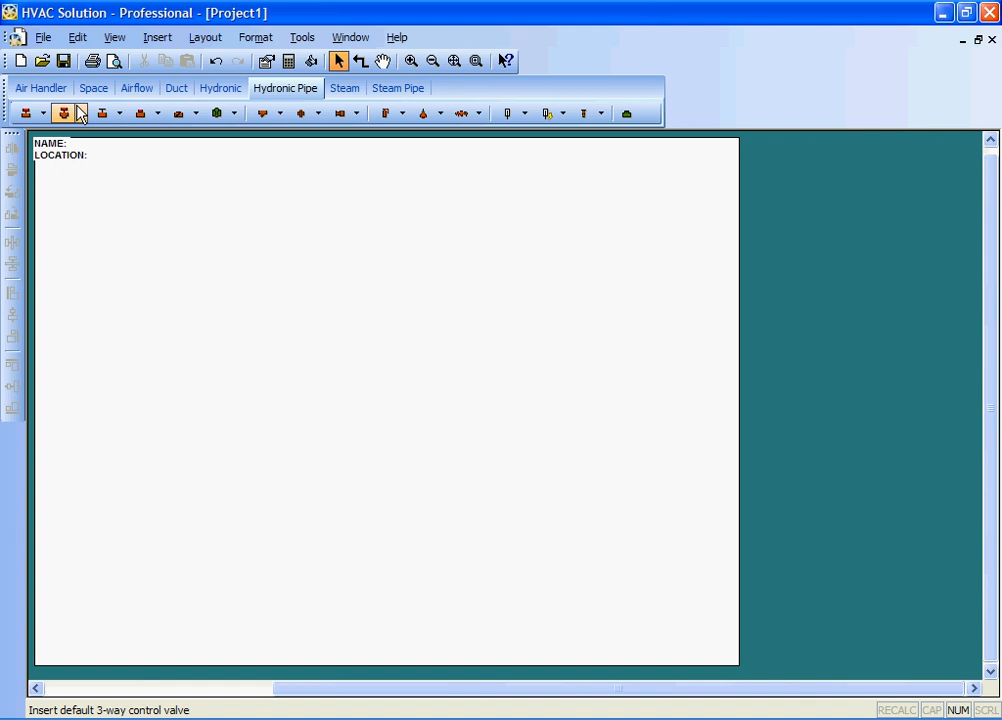 HVAC Solution - Professional - [Project1]
File Edit View Insert Layout Format Tools Window Help
Air Handler Space Airflow Duct Hydronic Hydronic Pipe Steam Steam Pipe
NAME:
LOCATION:
Insert default 3-way control valve RECALC CAP NUM SCRL